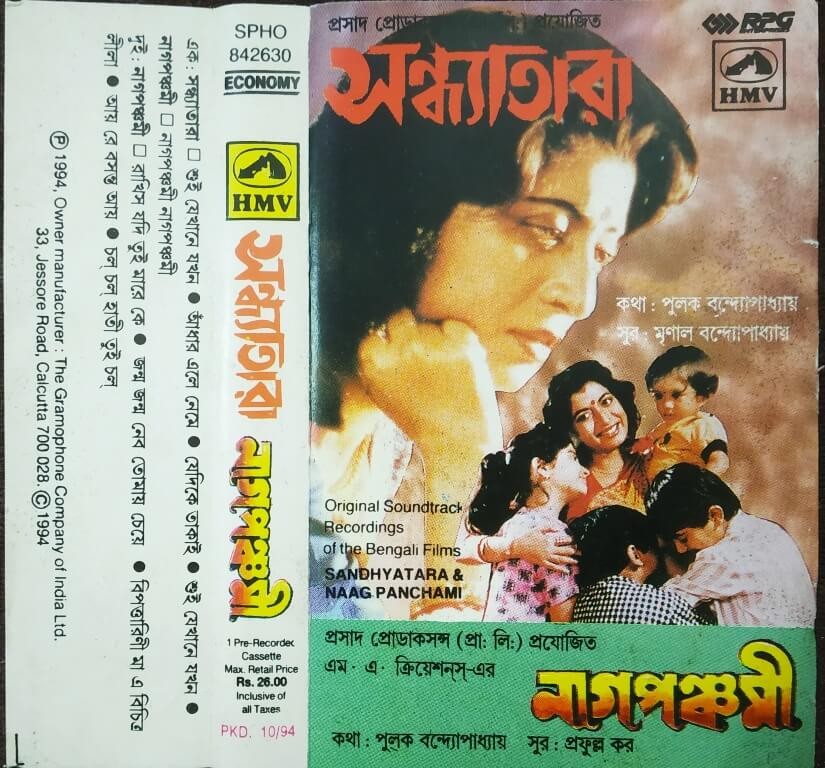 এক: সন্ধ্যাতারা □ শুই যেখানে যখন ● আঁধার এলে নেমে ● যেদিকে তাকাই ● শুই যেখানে যখন ●
নাগপঞ্চমী □ নাগপঞ্চমী নাগপঞ্চমী
দুই: নাগপঞ্চমী □ রাখিস যদি তুই মারে কে ● জন্ম জন্ম নেব তোমায় চেয়ে ● বিপত্তারিনী মা এ বিচিত্র
লীলা ● আয় রে বসন্ত আয় ● চল্ চল্ হাতি তুই চল্
Ⓟ 1994, Owner manufacturer : The Gramophone Company of India Ltd.
33, Jessore Road, Calcutta 700 028. © 1994
SPHO
842630
ECONOMY
HMV
সন্ধ্যাতারা
নাগপঞ্চমী
1 Pre-Recorded
Cassette
Max. Retail Price
Rs. 26.00
Inclusive of
all Taxes
PKD. 10/94
প্রসাদ প্রোডাকসন্স (প্রা: লি:) প্রযোজিত
RPG
সন্ধ্যাতারা
HMV
কথা : পুলক বন্দ্যোপাধ্যায়
সুর : মৃণাল বন্দ্যোপাধ্যায়
Original Soundtrack
Recordings
of the Bengali Films
SANDHYATARA &
NAAG PANCHAMI
প্রসাদ প্রোডাকসন্স (প্রা: লি:) প্রযোজিত
এম · এ · ক্রিয়েশনস্-এর
নাগপঞ্চমী
কথা : পুলক বন্দ্যোপাধ্যায় সুর : প্রফুল্ল কর